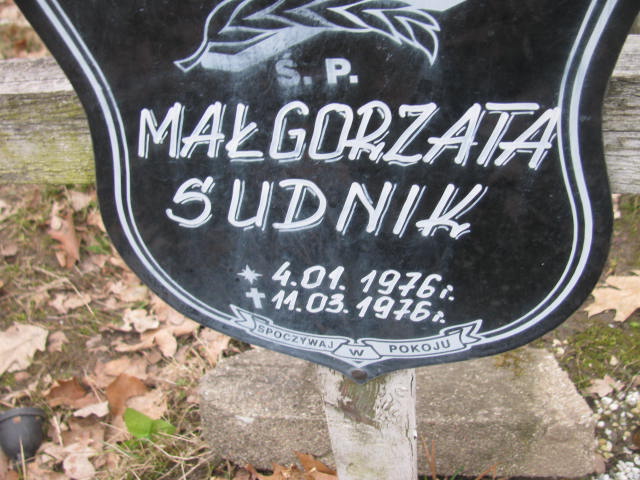 Ś. P.
MAŁGORZATA
SUDNIK
4.01. 1976 r.
11.03. 1976 r.
SPOCZYWAJ W POKOJU